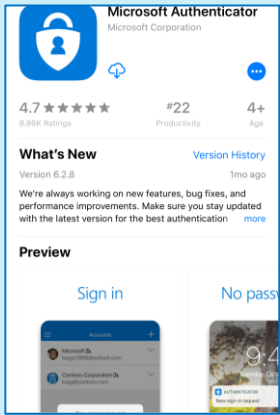 Microsoft Authenticator
Microsoft Corporation
4.7 ★★★★★
#22
4+
8.86K Ratings
Productivity
Age
What's New
Version History
Version 6.2.8
1mo ago
We're always working on new features, bug fixes, and
performance improvements. Make sure you stay updated
with the latest version for the best authentication more
Preview
Sign in
No passw
Accounts
Microsoft
Contoso Corporation
9:4
AUTHENTICATOR
New sign-in request